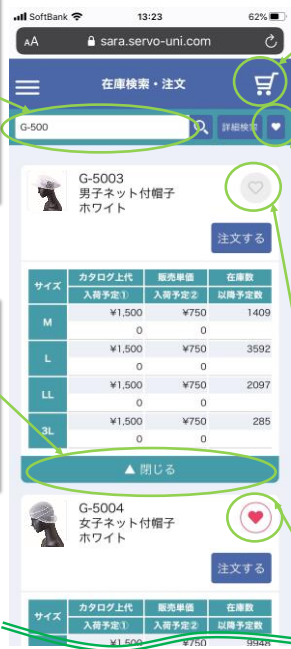 SoftBank 13:23 62%
AA sara.servo-uni.com
在庫検索・注文
G-500 詳細検索
G-5003
男子ネット付帽子
ホワイト
注文する
サイズ カタログ上代 販売単価 在庫数
入荷予定① 入荷予定② 以降予定数
M ¥1,500 ¥750 1409
0 0
L ¥1,500 ¥750 3592
0 0
LL ¥1,500 ¥750 2097
0 0
3L ¥1,500 ¥750 285
0 0
▲ 閉じる
G-5004
女子ネット付帽子
ホワイト
注文する
サイズ カタログ上代 販売単価 在庫数
入荷予定① 入荷予定② 以降予定数
¥1,500 ¥750 9948